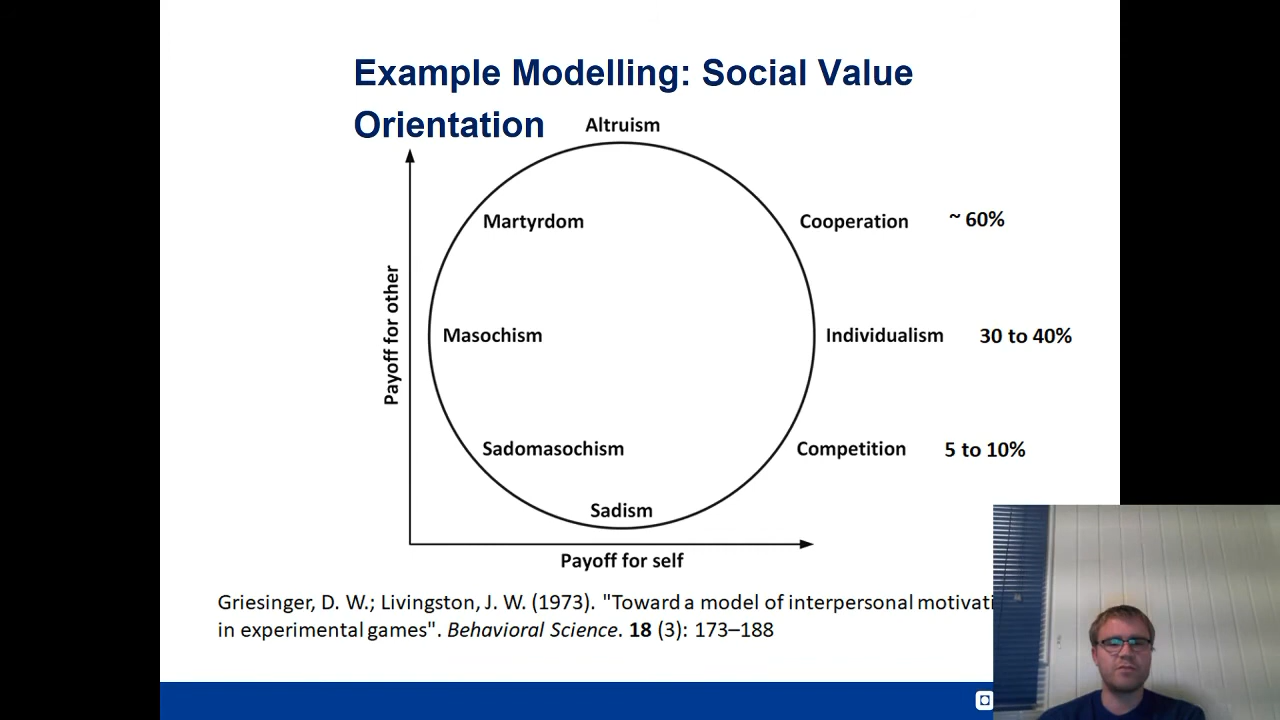 Example Modelling: Social Value
Orientation
Altruism
Martyrdom
Cooperation
~ 60%
Payoff for other
Masochism
Individualism
30 to 40%
Sadomasochism
Competition
5 to 10%
Sadism
Payoff for self
Griesinger, D. W.; Livingston, J. W. (1973). "Toward a model of interpersonal motivati
in experimental games". Behavioral Science. 18 (3): 173–188